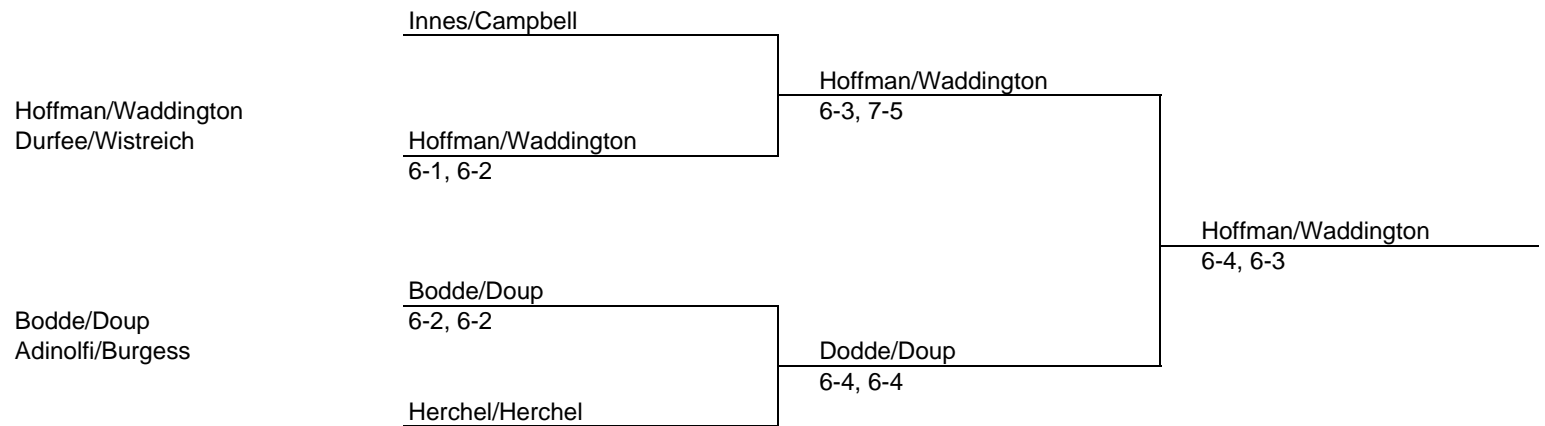 Innes/Campbell
Hoffman/Waddington
Hoffman/Waddington
6-3, 7-5
Durfee/Wistreich
Hoffman/Waddington
6-1, 6-2
Hoffman/Waddington
6-4, 6-3
Bodde/Doup
Bodde/Doup
6-2, 6-2
Adinolfi/Burgess
Dodde/Doup
6-4, 6-4
Herchel/Herchel